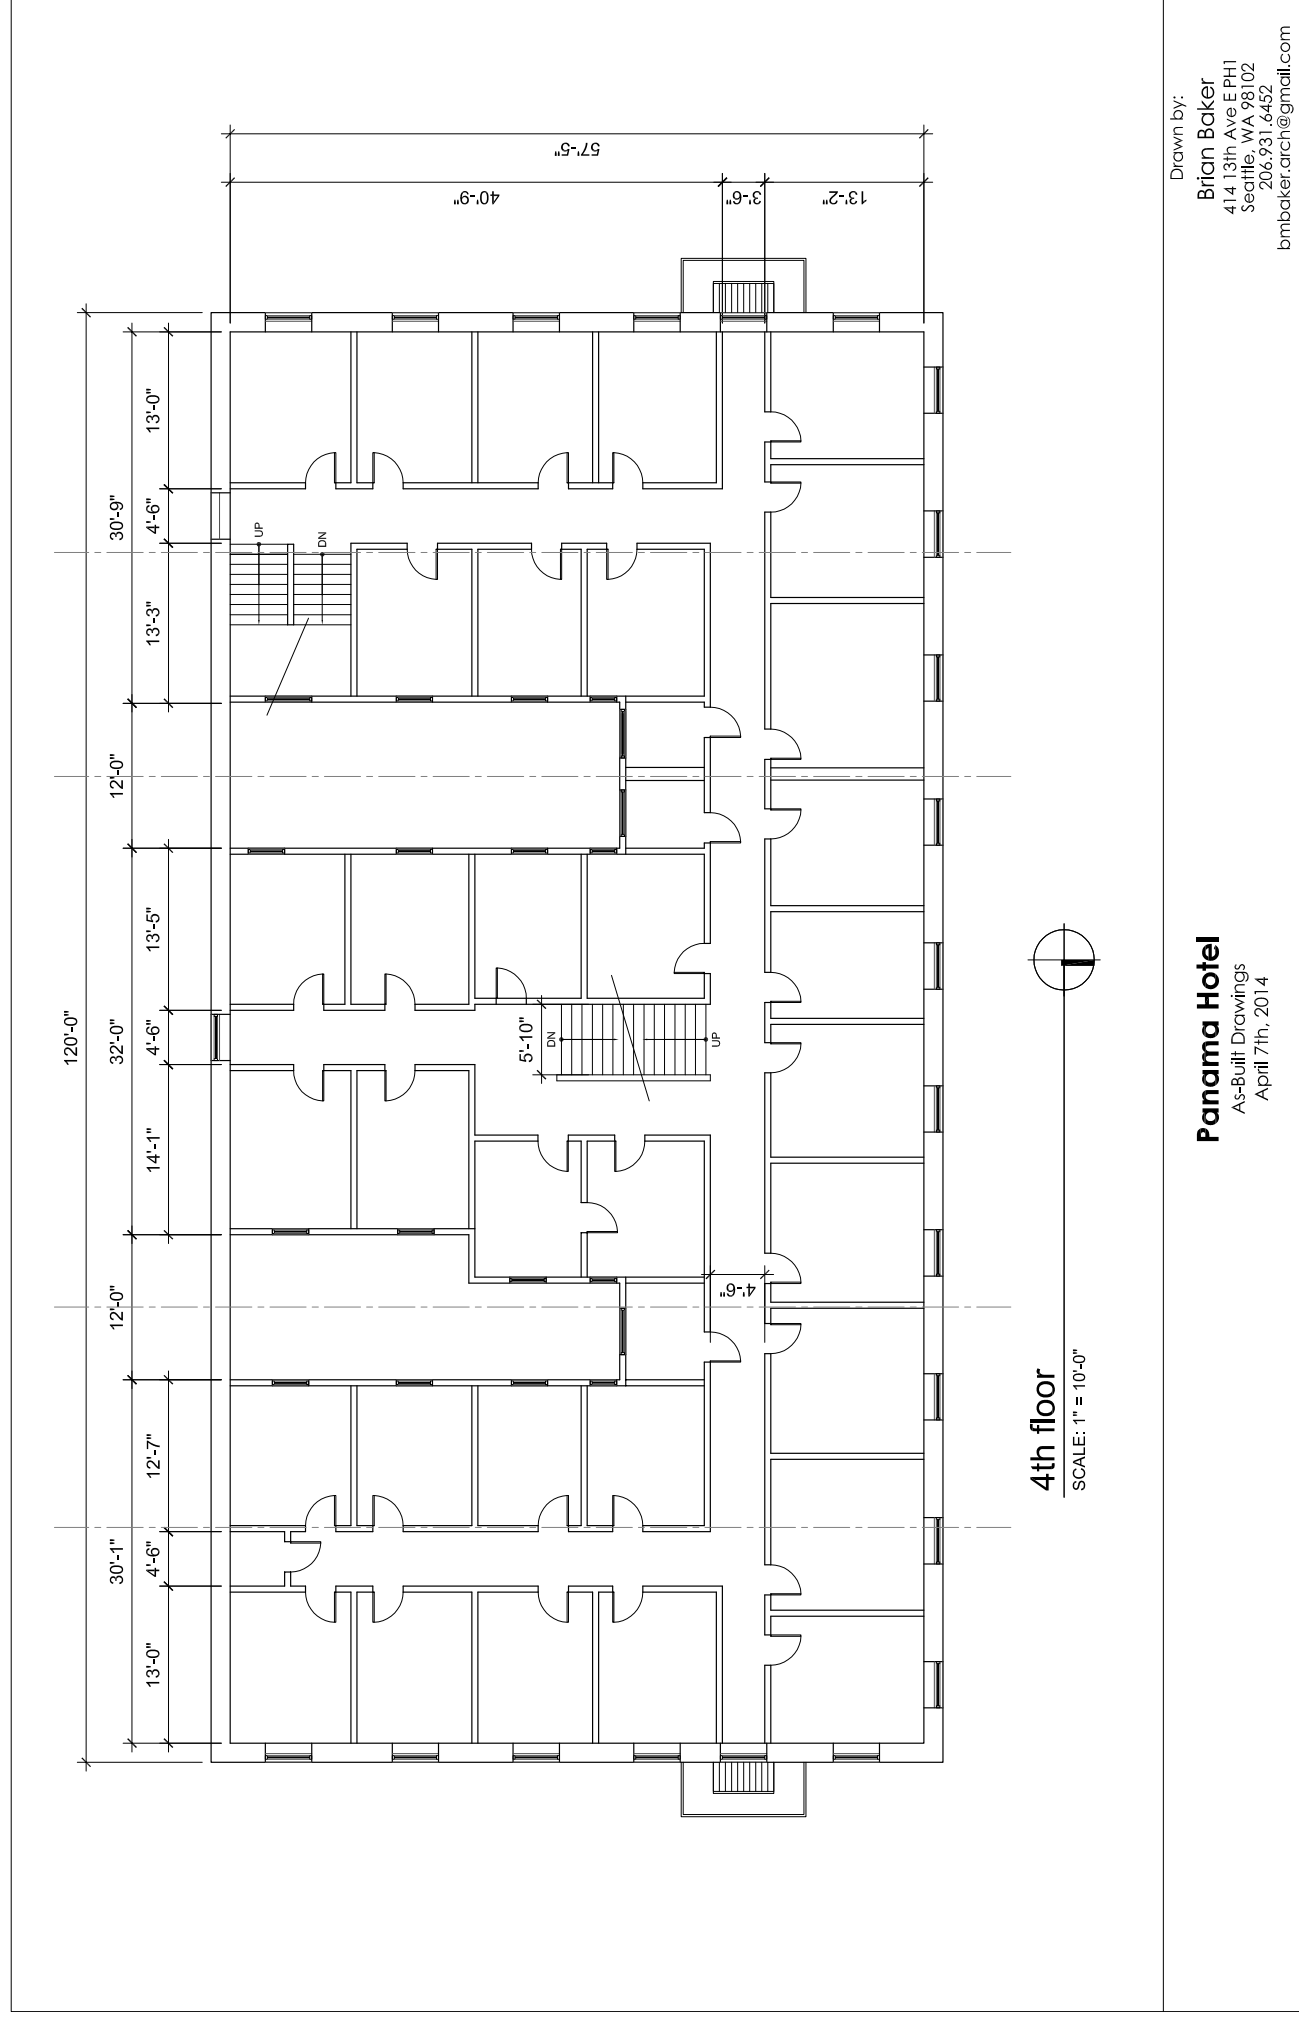 120'-0"
30'-1"
12'-0"
32'-0"
12'-0"
30'-9"
13'-0"
4'-6"
12'-7"
14'-1"
4'-6"
13'-5"
13'-3"
4'-6"
13'-0"
UP
DN
5'-10"
DN
UP
4'-6"
40'-9"
3'-6"
13'-2"
57'-5"
4th floor
SCALE: 1" = 10'-0"
Panama Hotel
As-Built Drawings
April 7th, 2014
Drawn by:
Brian Baker
414 13th Ave E PH1
Seattle, WA 98102
206.931.6452
bmbaker.arch@gmail.com